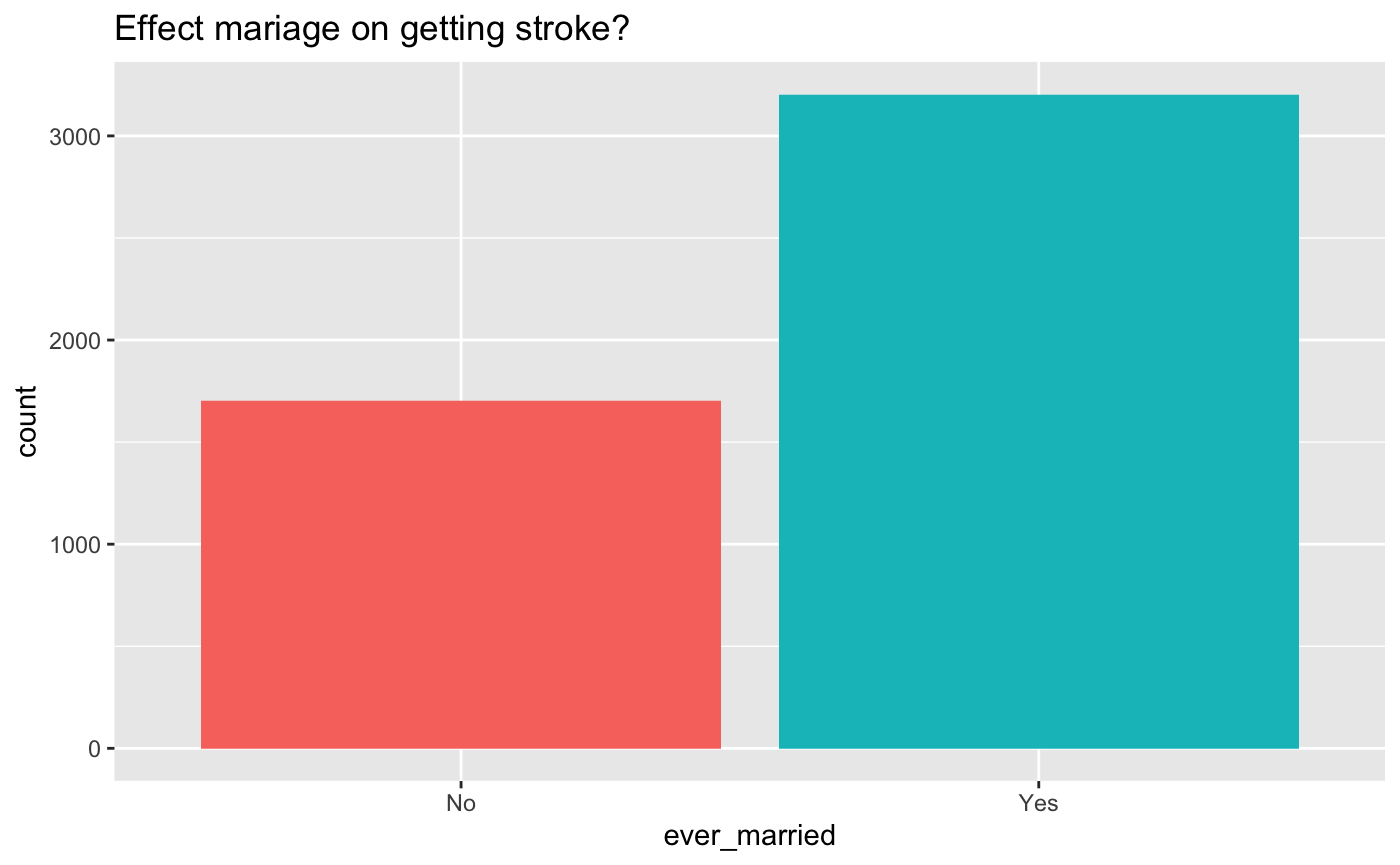 Effect mariage on getting stroke?
3000
2000
1000
0
count
No
Yes
ever_married